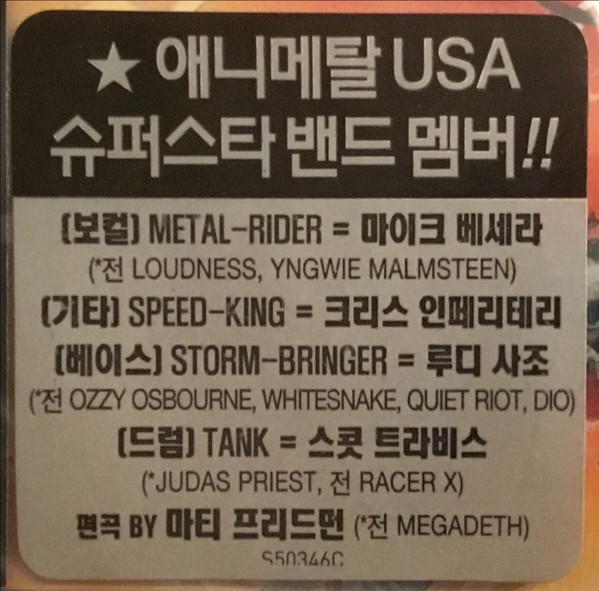 ★ 애니메탈 USA
슈퍼스타 밴드 멤버!!
(보컬) METAL-RIDER = 마이크 베세라
(*전 LOUDNESS, YNGWIE MALMSTEEN)
(기타) SPEED-KING = 크리스 인페리테리
(베이스) STORM-BRINGER = 루디 사조
(*전 OZZY OSBOURNE, WHITESNAKE, QUIET RIOT, DIO)
(드럼) TANK = 스콧 트라비스
(*JUDAS PRIEST, 전 RACER X)
편곡 BY 마티 프리드먼 (*전 MEGADETH)
S50346C